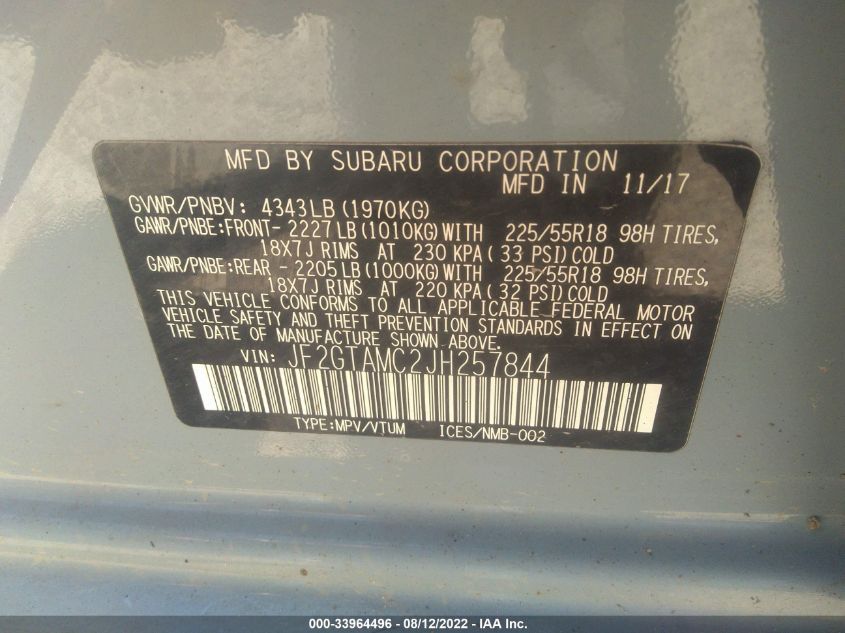 MFD BY SUBARU CORPORATION
MFD IN 11/17
GVWR/PNBV: 4343LB (1970KG)
GAWR/PNBE:FRONT- 2227 LB (1010KG) WITH 225/55R18 98H TIRES,
18X7J RIMS AT 230 KPA ( 33 PSI) COLD
GAWR/PNBE:REAR - 2205 LB (1000KG) WITH 225/55R18 98H TIRES,
18X7J RIMS AT 220 KPA ( 32 PSI) COLD
THIS VEHICLE CONFORMS TO ALL APPLICABLE FEDERAL MOTOR
VEHICLE SAFETY AND THEFT PREVENTION STANDARDS IN EFFECT ON
THE DATE OF MANUFACTURE SHOWN ABOVE.
VIN: JF2GTAMC2JH257844
TYPE:MPV/VTUM ICES/NMB-002
000-33964496 - 08/12/2022 - IAA Inc.